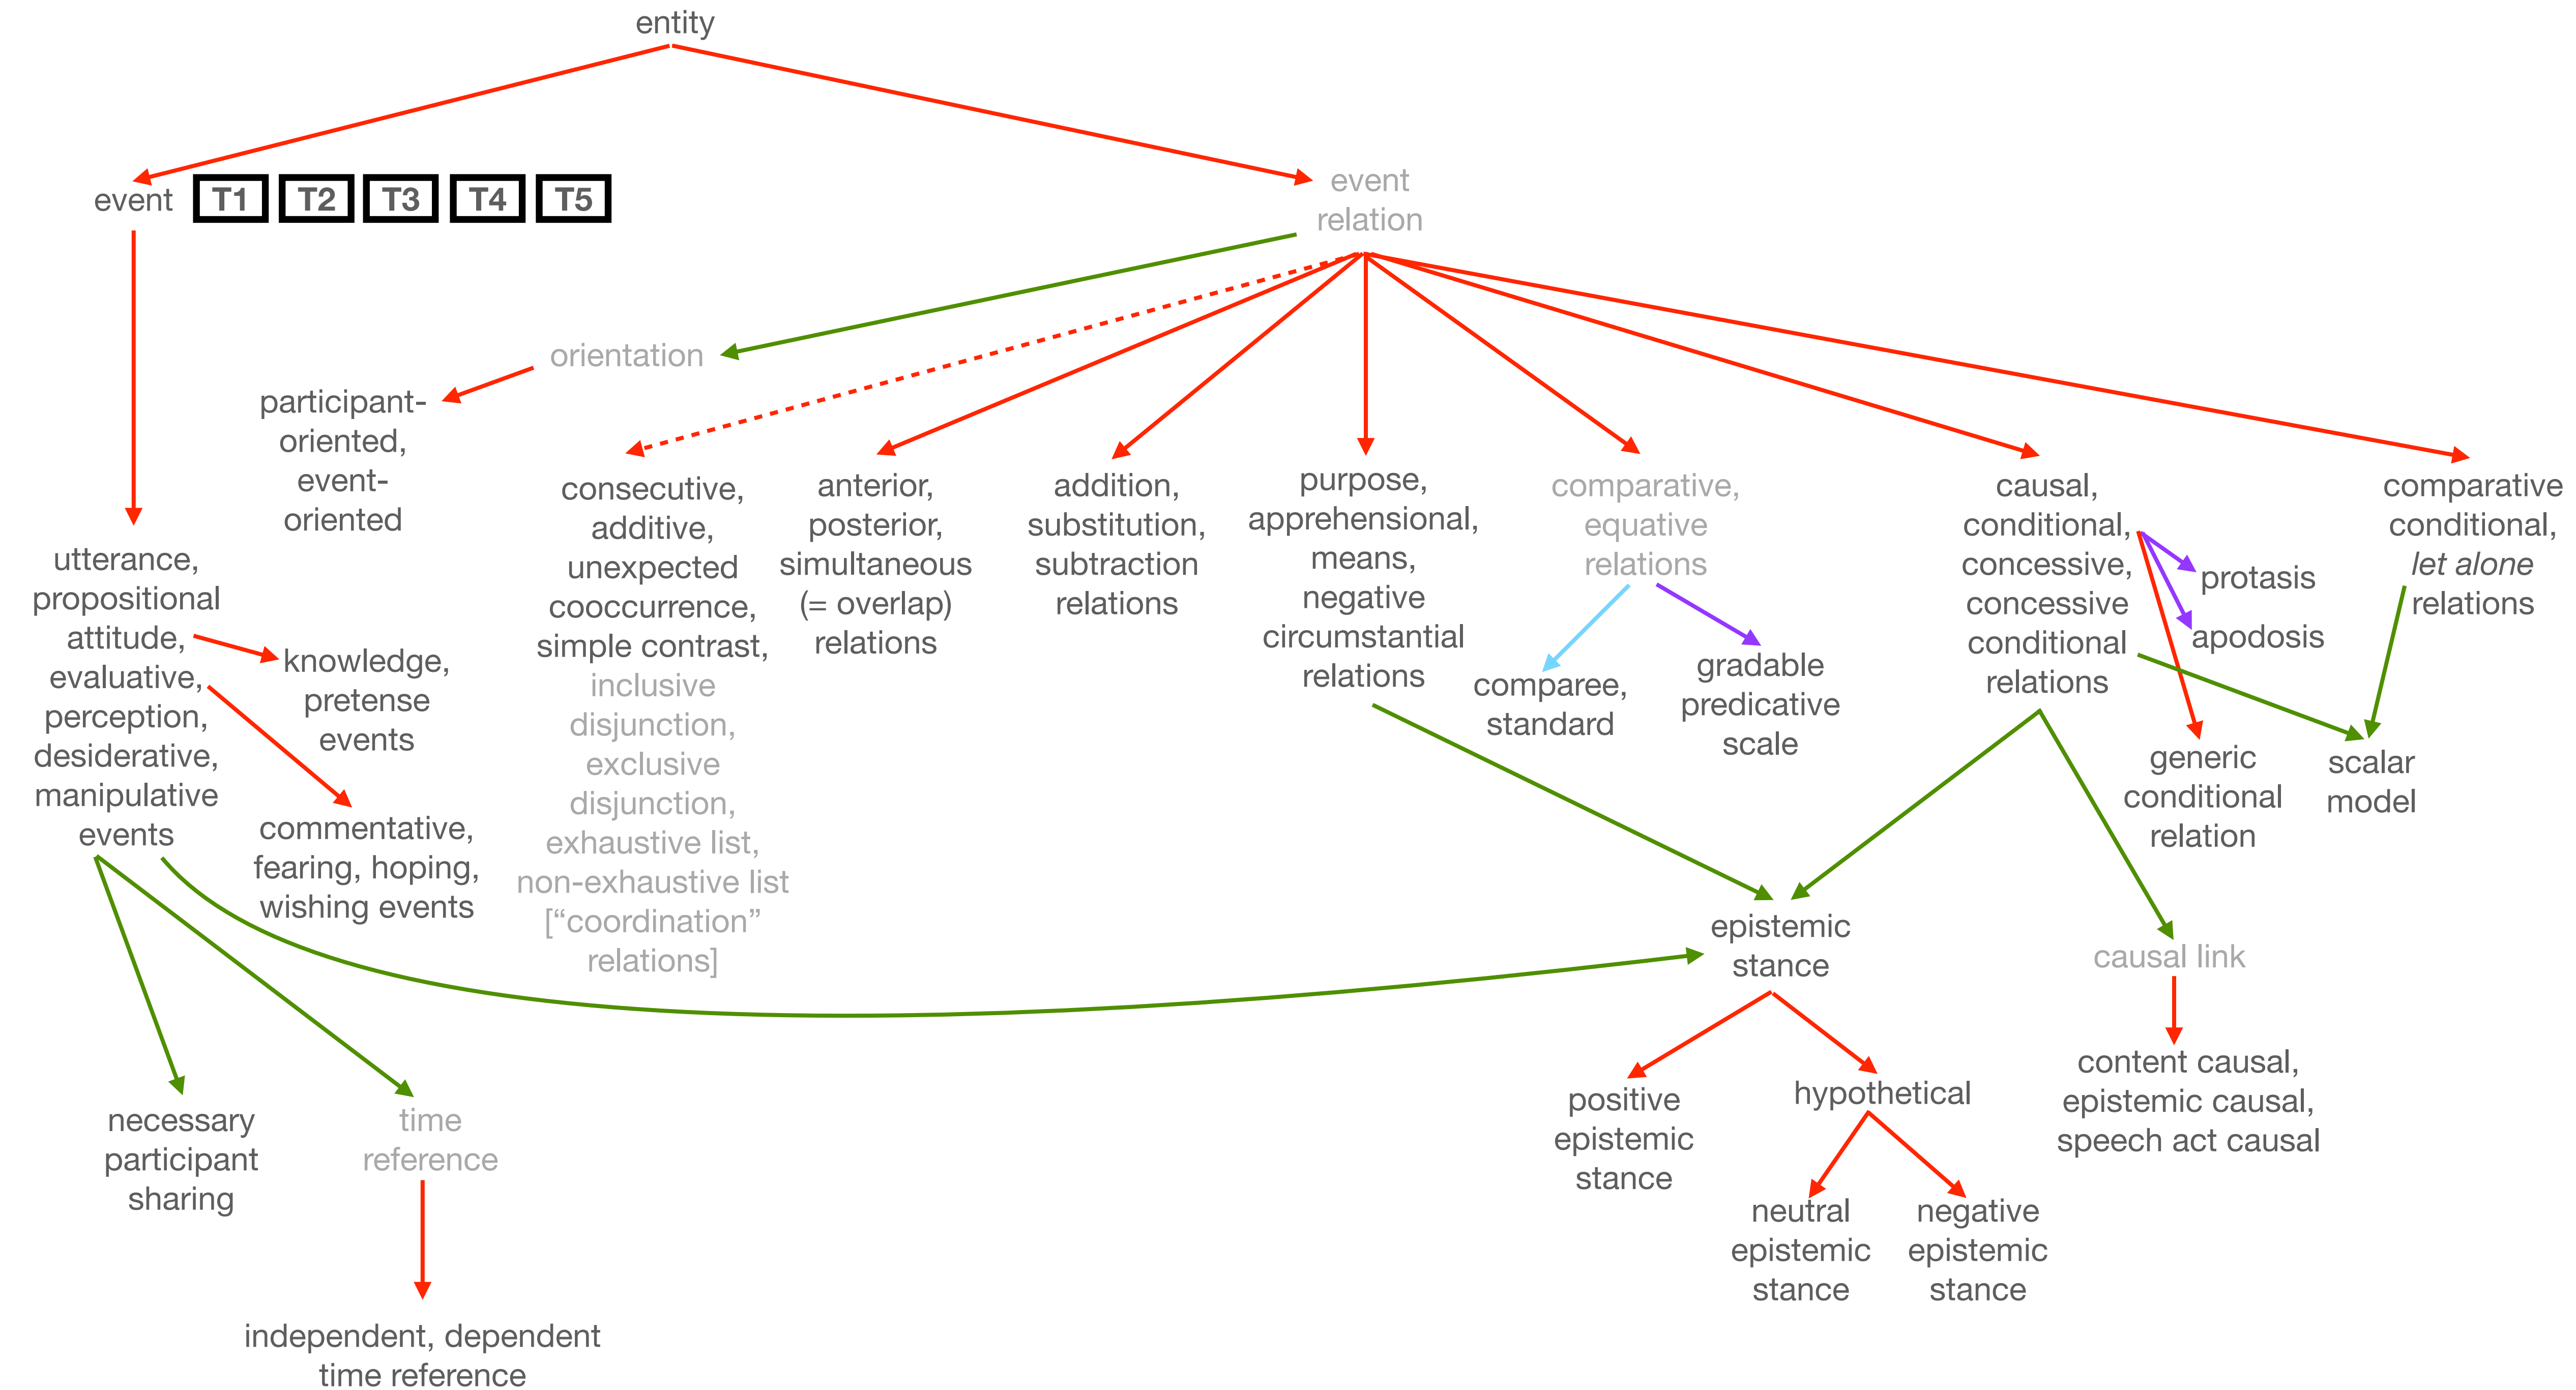 entity
event
T1
T2
T3
T4
T5
event
relation
orientation
participant-
oriented,
event-
oriented
utterance,
propositional
attitude,
evaluative,
perception,
desiderative,
manipulative
events
knowledge,
pretense
events
commentative,
fearing, hoping,
wishing events
consecutive,
additive,
unexpected
cooccurrence,
simple contrast,
inclusive
disjunction,
exclusive
disjunction,
exhaustive list,
non-exhaustive list
[“coordination”
relations]
anterior,
posterior,
simultaneous
(= overlap)
relations
addition,
substitution,
subtraction
relations
purpose,
apprehensional,
means,
negative
circumstantial
relations
comparative,
equative
relations
comparee,
standard
gradable
predicative
scale
causal,
conditional,
concessive,
concessive
conditional
relations
protasis
apodosis
comparative
conditional,
let alone
relations
generic
conditional
relation
scalar
model
epistemic
stance
causal link
positive
epistemic
stance
hypothetical
neutral
epistemic
stance
negative
epistemic
stance
content causal,
epistemic causal,
speech act causal
necessary
participant
sharing
time
reference
independent, dependent
time reference